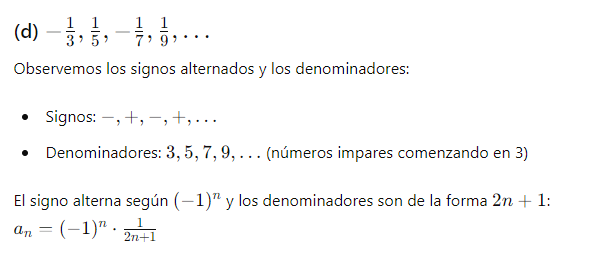 (d) $-\frac{1}{3}, \frac{1}{5}, -\frac{1}{7}, \frac{1}{9}, \ldots$
Observemos los signos alternados y los denominadores:
• Signos: $-, +, -, +, \ldots$
• Denominadores: $3, 5, 7, 9, \ldots$ (números impares comenzando en 3)
El signo alterna según $(-1)^n$ y los denominadores son de la forma $2n + 1$:
$a_n = (-1)^n \cdot \frac{1}{2n+1}$